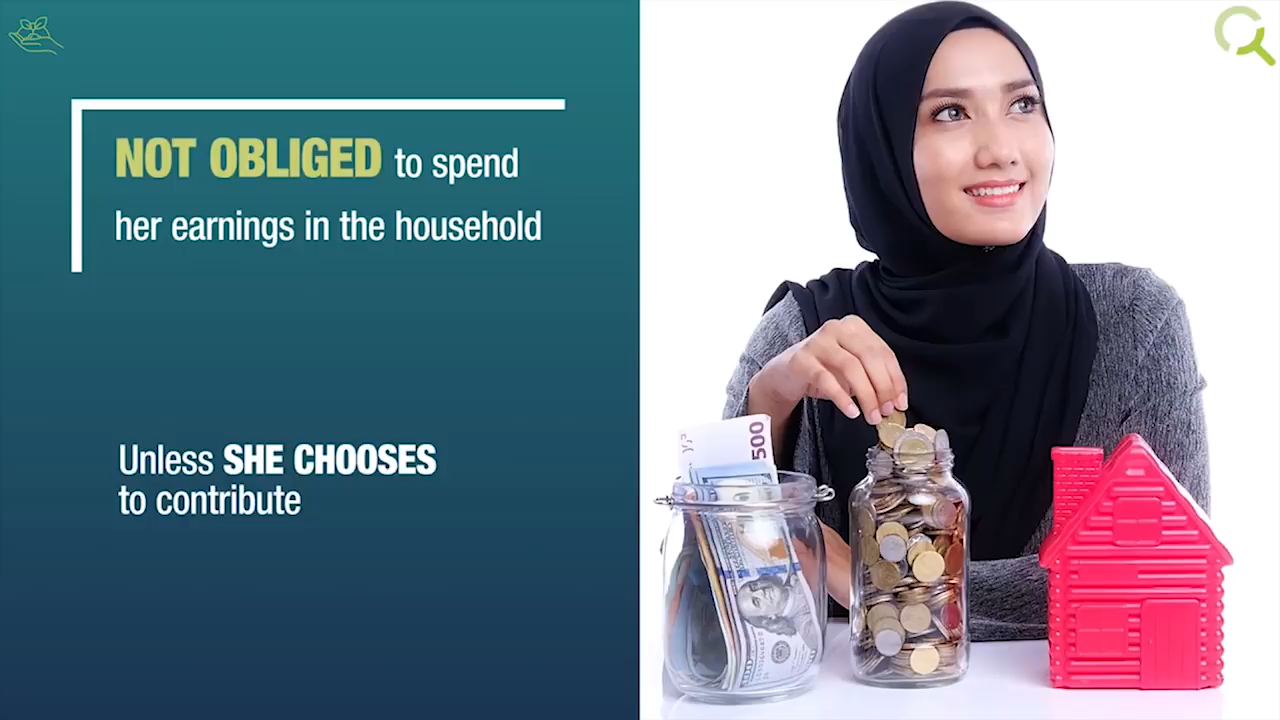 NOT OBLIGED to spend
her earnings in the household
Unless SHE CHOOSES
to contribute
500